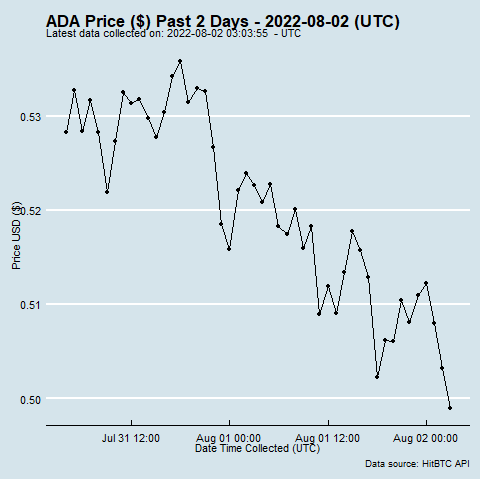 ADA Price ($) Past 2 Days - 2022-08-02 (UTC)
Latest data collected on: 2022-08-02 03:03:55 - UTC
Price USD ($)
0.53
0.52
0.51
0.50
Jul 31 12:00
Aug 01 00:00
Aug 01 12:00
Aug 02 00:00
Date Time Collected (UTC)
Data source: HitBTC API